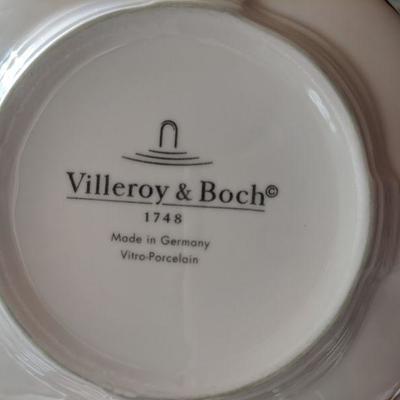 Villeroy & Boch©
1748
Made in Germany
Vitro-Porcelain